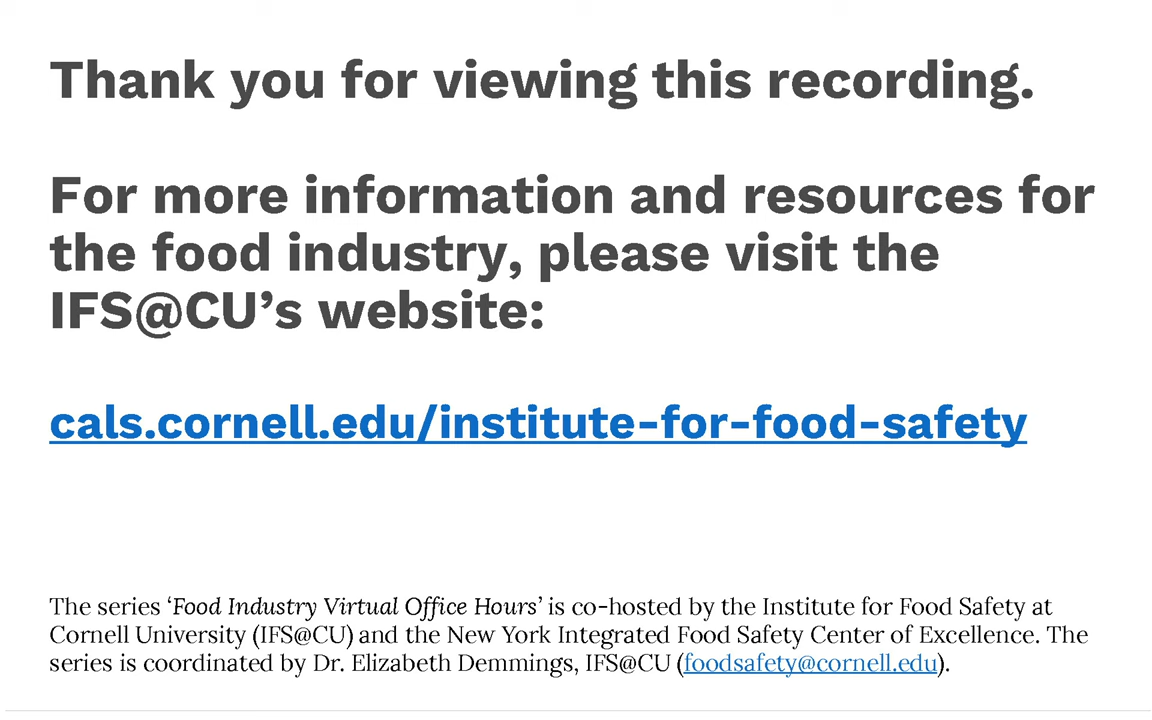 Thank you for viewing this recording.
For more information and resources for
the food industry, please visit the
IFS@CU’s website:
cals.cornell.edu/institute-for-food-safety
The series ‘Food Industry Virtual Office Hours’ is co-hosted by the Institute for Food Safety at
Cornell University (IFS@CU) and the New York Integrated Food Safety Center of Excellence. The
series is coordinated by Dr. Elizabeth Demmings, IFS@CU (foodsafety@cornell.edu).